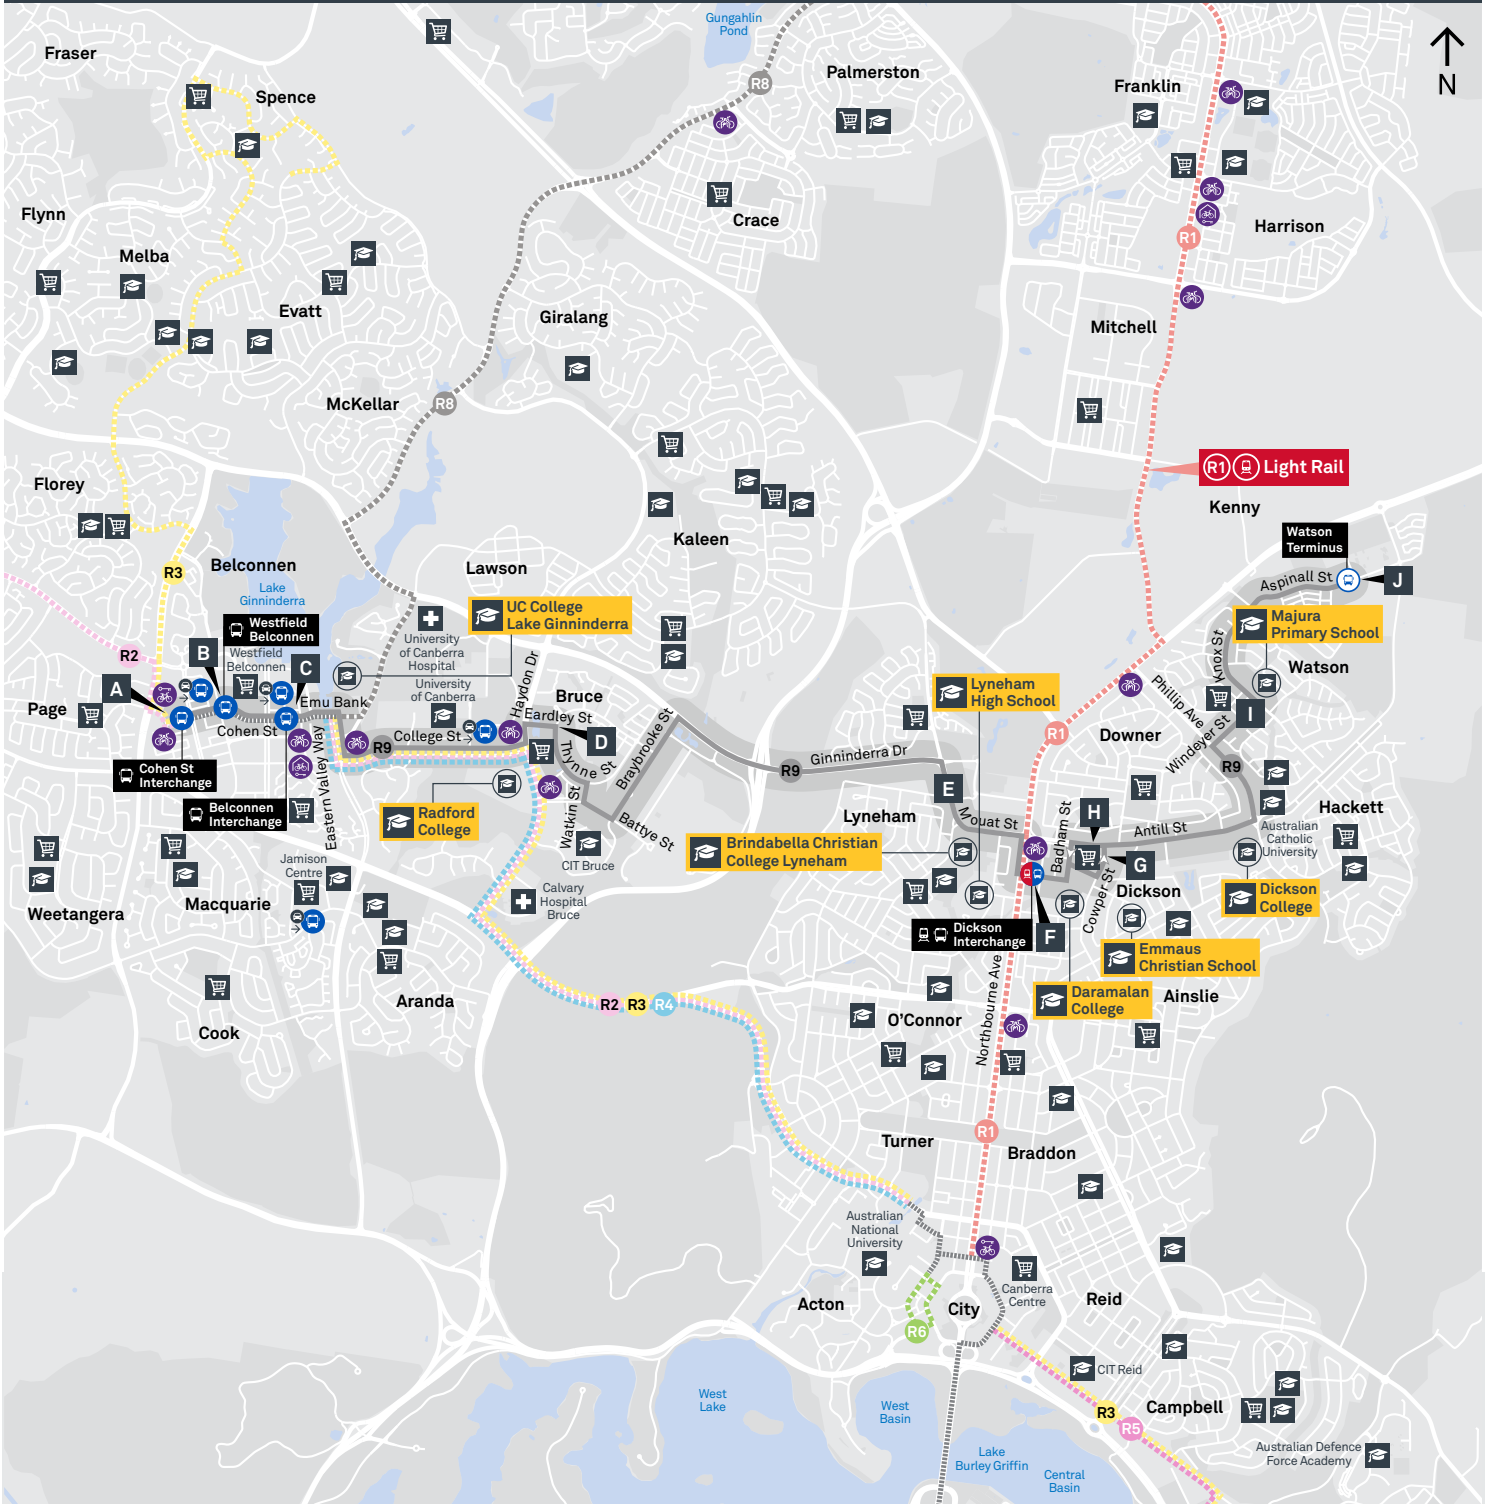 Gungahlin
Pond
Fraser
Palmerston
N
R8
Franklin
Spence
Flynn
Crace
Harrison
R1
Melba
Evatt
Giralang
Mitchell
McKellar
R8
R1 Light Rail
Florey
Kenny
Watson
Terminus
Kaleen
Belconnen
Lawson
R3
Aspinall St
J
Lake
Ginninderra
UC College
Lake Ginninderra
Majura
Primary School
Westfield
Belconnen
University
of Canberra
Hospital
Knox St
R2
B
Westfield
Belconnen
C
Watson
A
University
of Canberra
Haydon Dr
Bruce
Lyneham
High School
Phillip Ave
Page
Emu Bank
Eardley St
I
Cohen St
College St
R9
D
Braybrooke St
R1
Downer
Windeyer St
Thynne St
Ginninderra Dr
R9
R9
Cohen St
Interchange
Eastern Valley Way
E
Belconnen
Interchange
Radford
College
Watkin St
Battye St
Lyneham
Mouat St
Badham St
H
Hackett
Antill St
Australian
Catholic
University
Brindabella Christian
College Lyneham
CIT Bruce
Jamison
Centre
G
Cowper St
Dickson
Dickson
College
Calvary
Hospital
Bruce
Macquarie
Weetangera
Dickson
Interchange
F
Emmaus
Christian School
Aranda
R2
R3
R4
Northbourne Ave
Daramalan
College
Ainslie
Cook
O'Connor
Turner
R1
Braddon
Australian
National
University
Canberra
Centre
Acton
City
Reid
R6
CIT Reid
West
Lake
West
Basin
R3
R5
Campbell
Lake
Burley Griffin
Central
Basin
Australian Defence
Force Academy